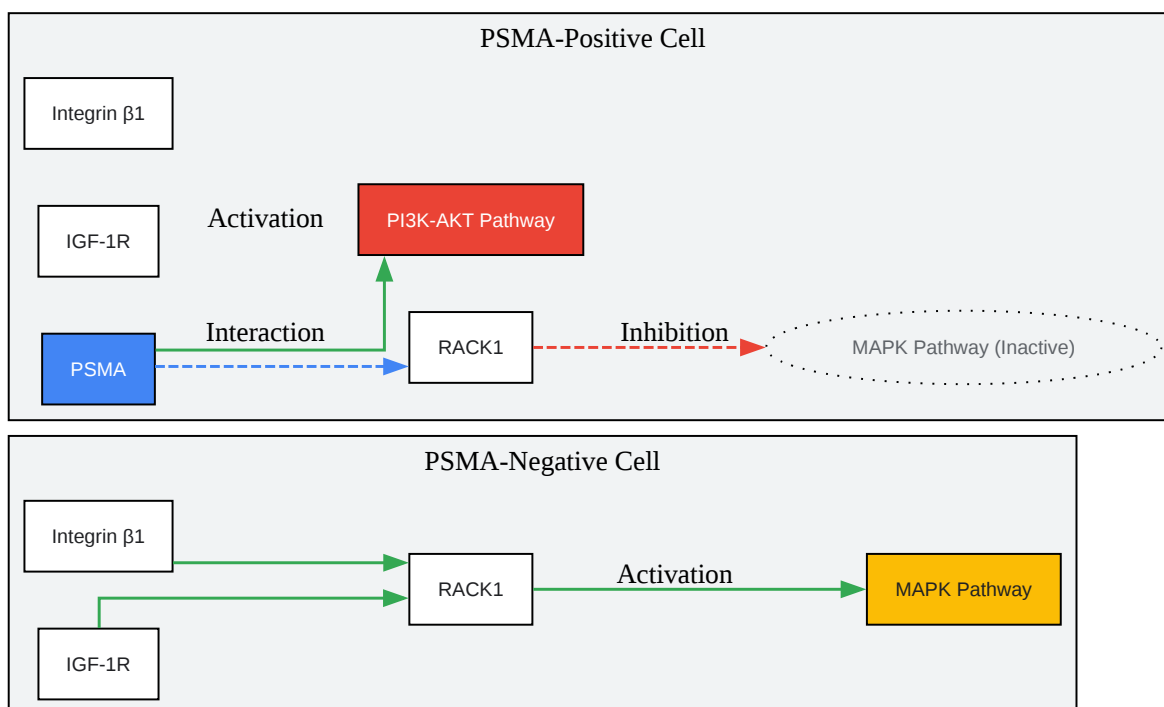 PSMA-Positive Cell
Integrin β1
Activation
PI3K-AKT Pathway
IGF-1R
Interaction
RACK1
Inhibition
MAPK Pathway (Inactive)
PSMA
PSMA-Negative Cell
Integrin β1
RACK1
Activation
MAPK Pathway
IGF-1R